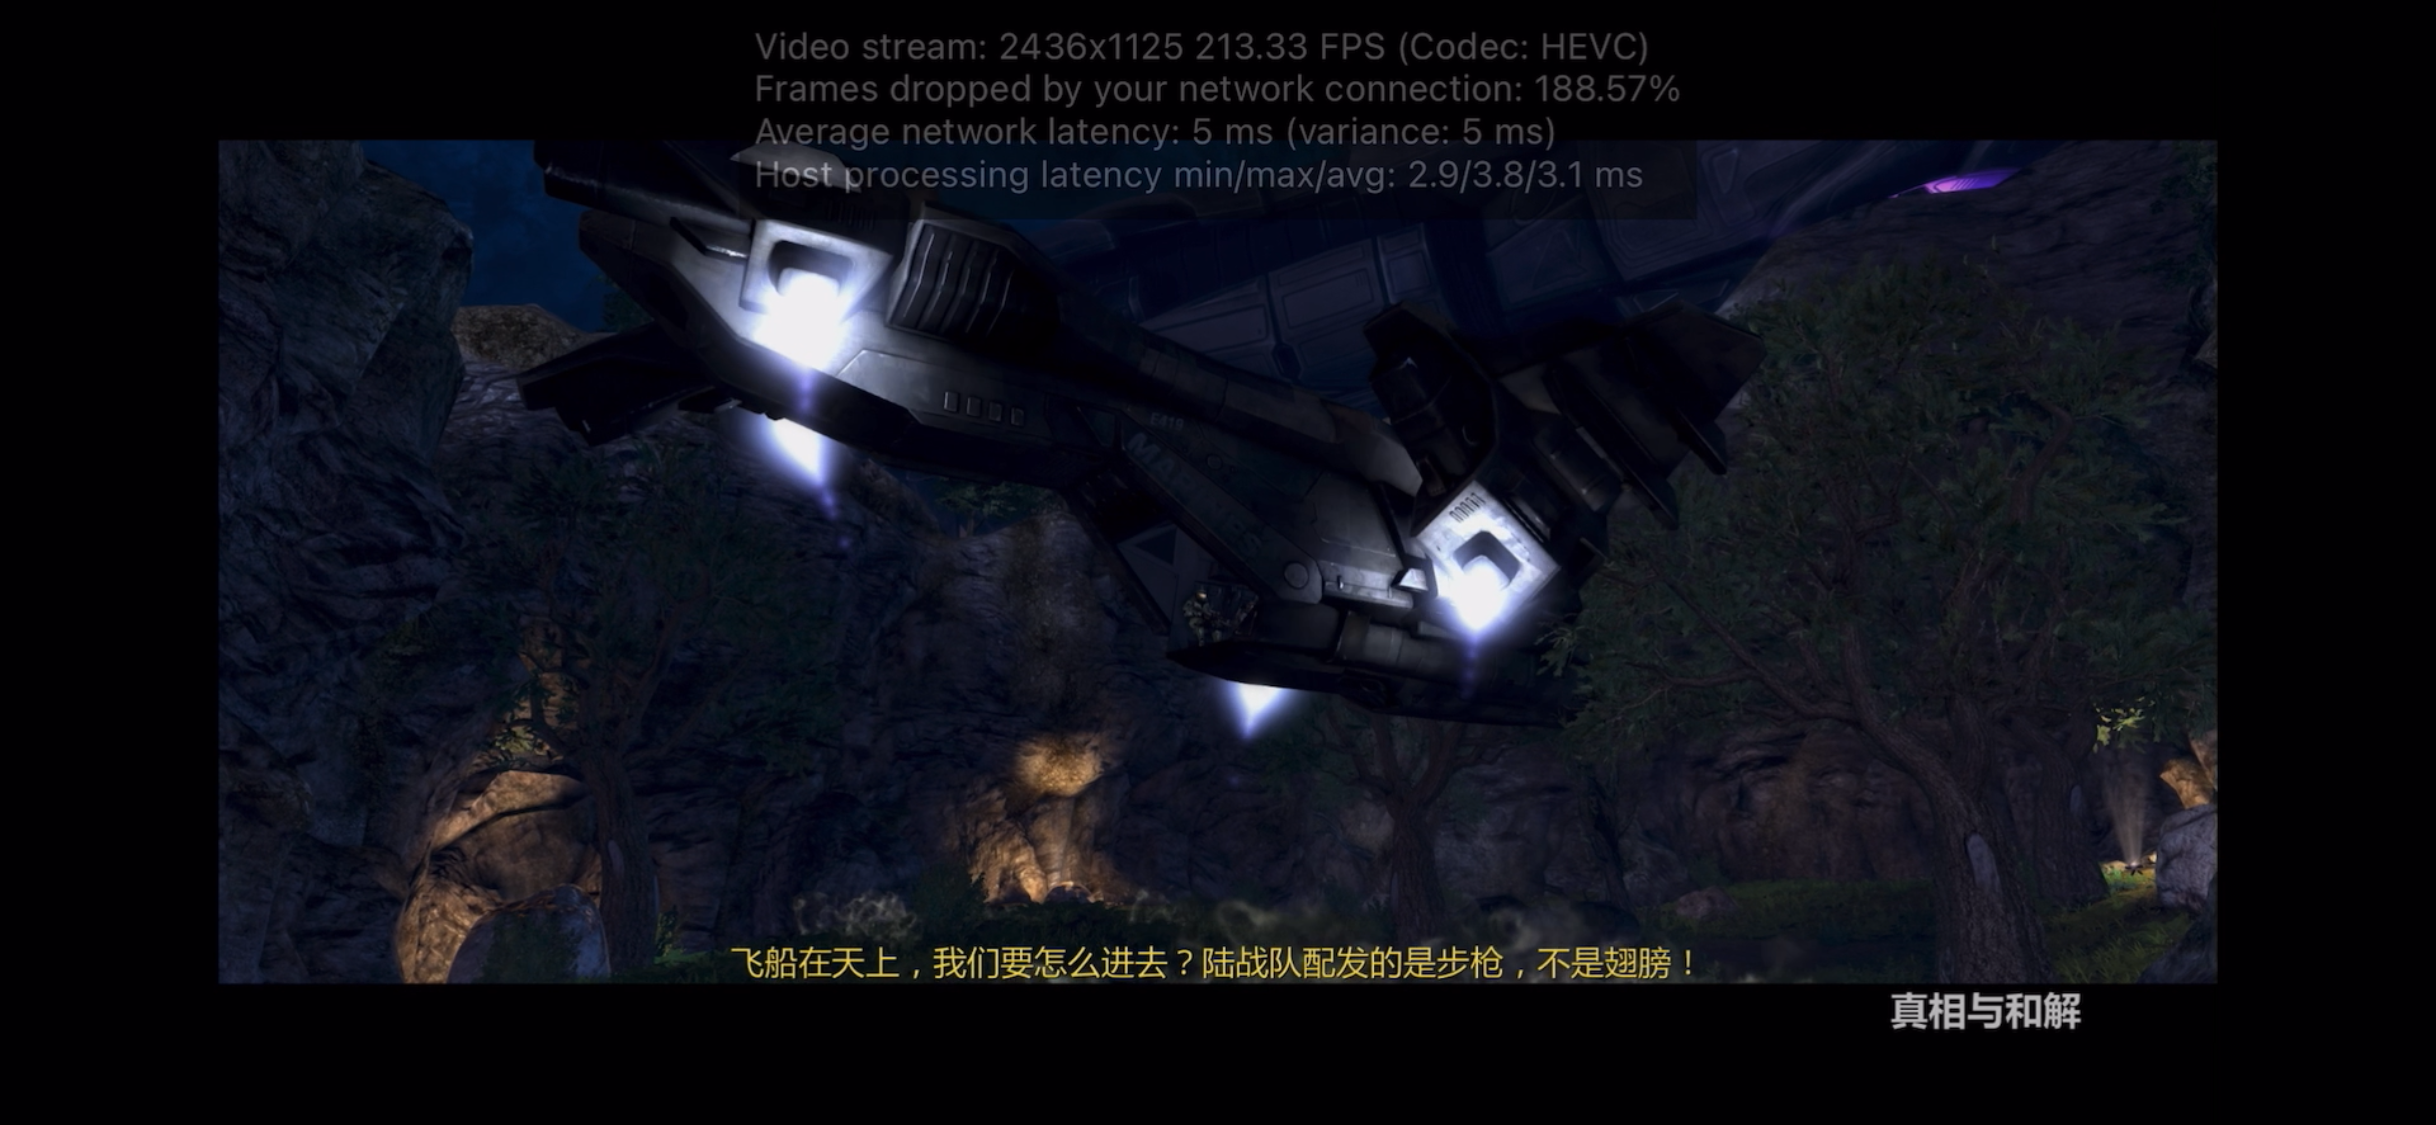 Video stream: 2436x1125 213.33 FPS (Codec: HEVC)
Frames dropped by your network connection: 188.57%
Average network latency: 5 ms (variance: 5 ms)
Host processing latency min/max/avg: 2.9/3.8/3.1 ms
E419
MARINES
飞船在天上，我们要怎么进去？陆战队配发的是步枪，不是翅膀！
真相与和解